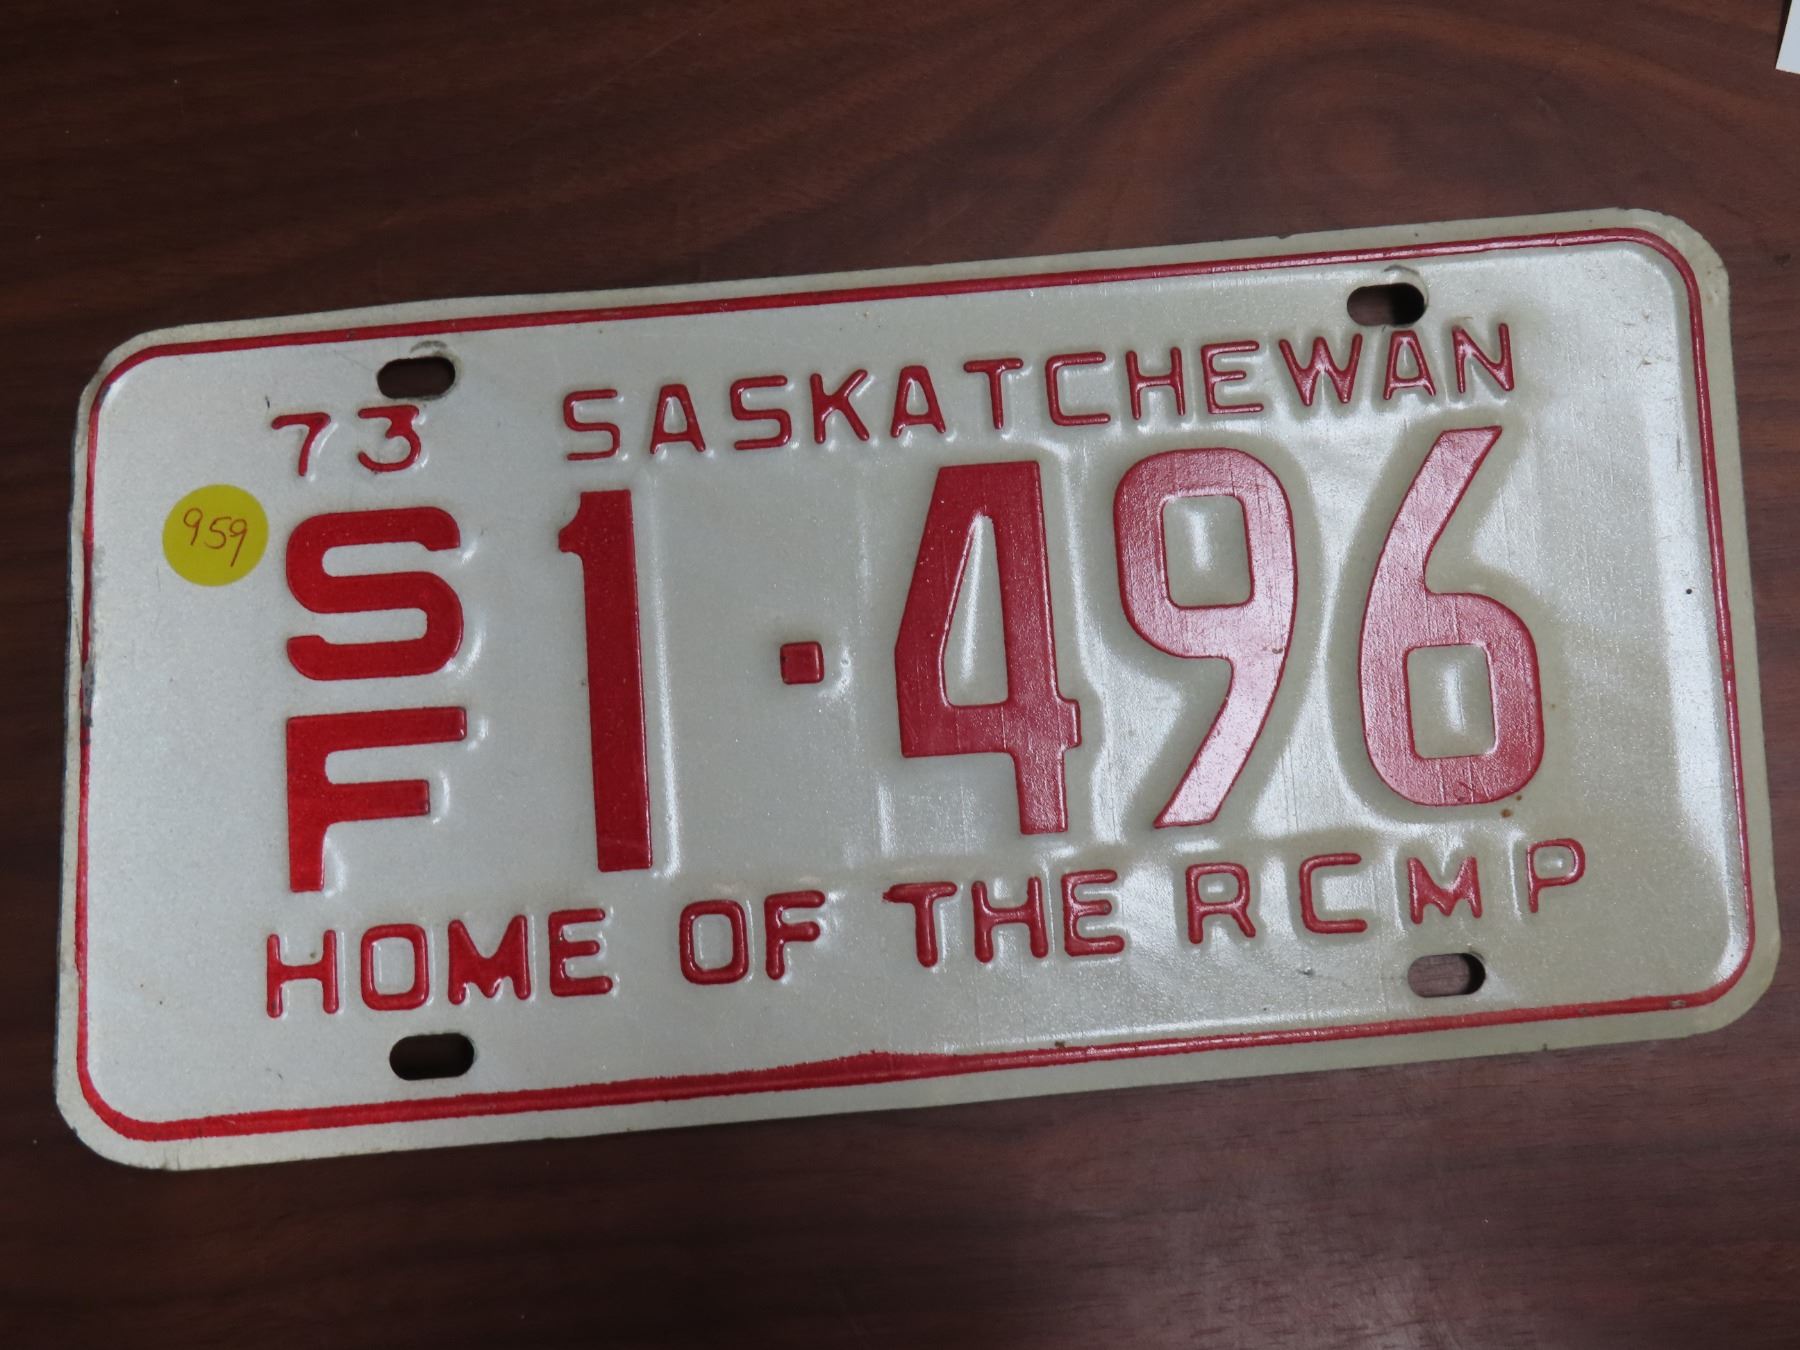 73 SASKATCHEWAN
959
SF 1·496
HOME OF THE RCMP